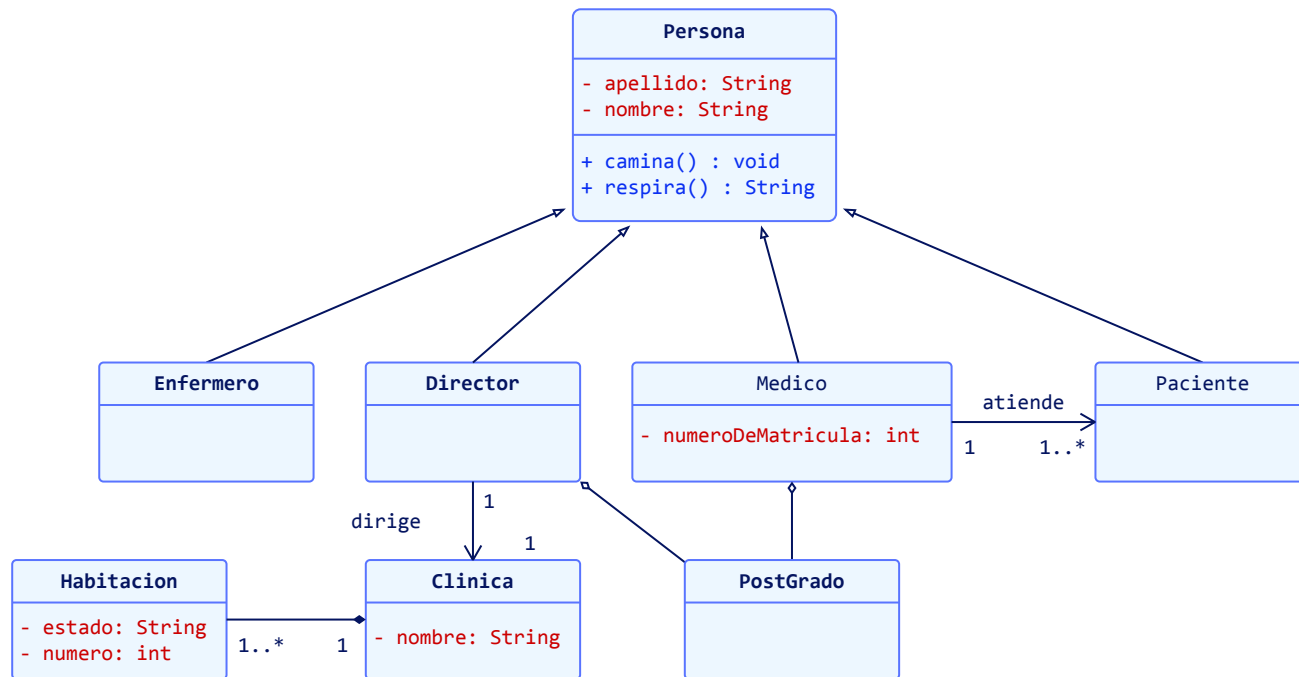 Persona
- apellido: String
- nombre: String
+ camina() : void
+ respira() : String
Enfermero
Director
Medico
- numeroDeMatricula: int
atiende
1
1..*
Paciente
dirige
1
1
Habitacion
- estado: String
- numero: int
1..*
1
Clinica
- nombre: String
PostGrado